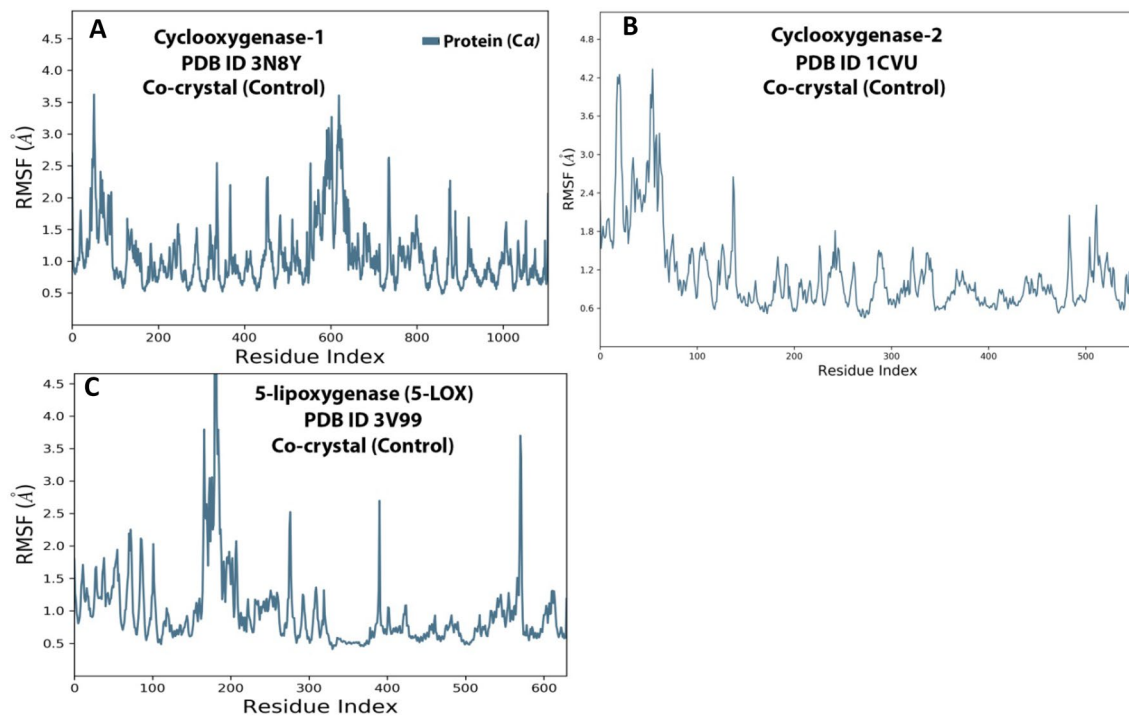 A
Cyclooxygenase-1
PDB ID 3N8Y
Co-crystal (Control)
Protein (Cα)
RMSF (Å)
4.5
4.0
3.5
3.0
2.5
2.0
1.5
1.0
0.5
0 200 400 600 800 1000
Residue Index
B
Cyclooxygenase-2
PDB ID 1CVU
Co-crystal (Control)
RMSF (Å)
4.8
4.2
3.6
3.0
2.4
1.8
1.2
0.6
0 100 200 300 400 500
Residue Index
C
5-lipoxygenase (5-LOX)
PDB ID 3V99
Co-crystal (Control)
RMSF (Å)
4.5
4.0
3.5
3.0
2.5
2.0
1.5
1.0
0.5
0 100 200 300 400 500 600
Residue Index